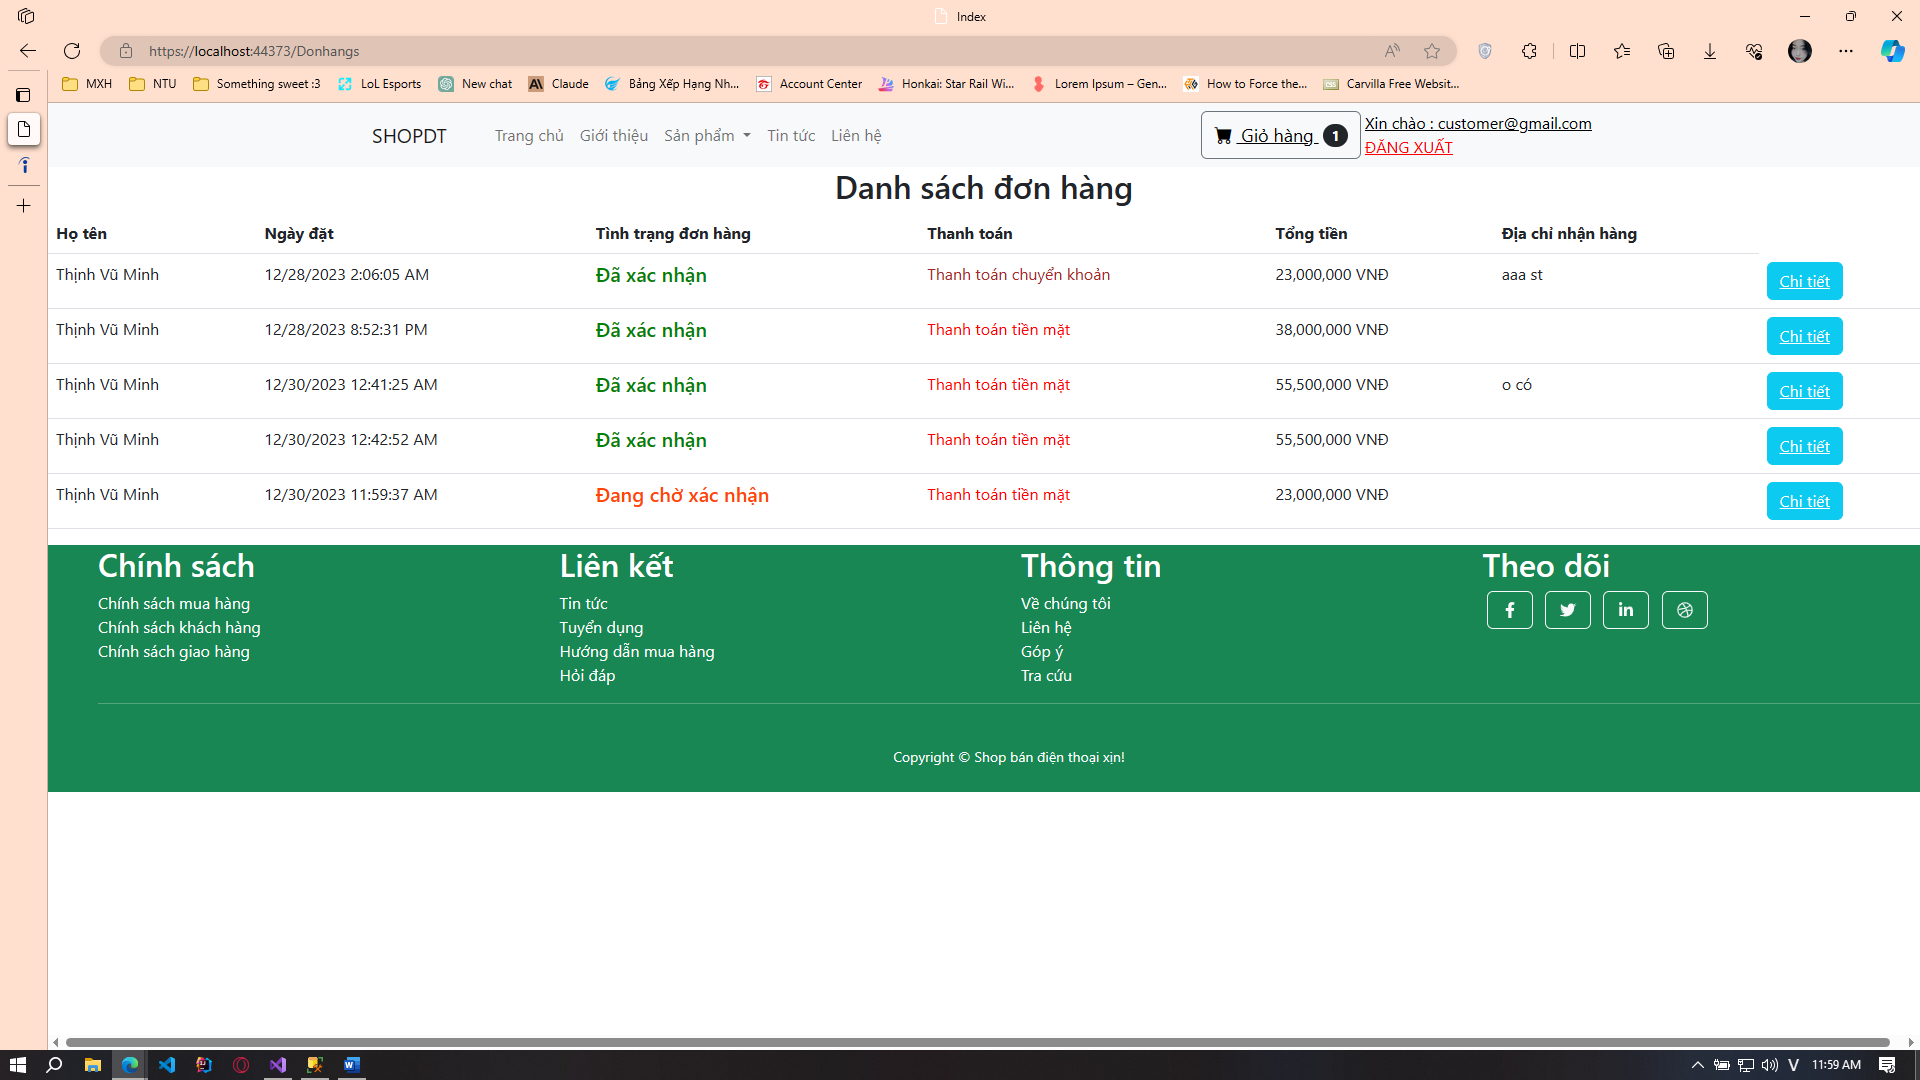 Index
https://localhost:44373/Donhangs
MXH NTU Something sweet :3 LoL Esports New chat Claude Bảng Xếp Hạng Nh... Account Center Honkai: Star Rail Wi... Lorem Ipsum – Gen... How to Force the... Carvilla Free Websit...
SHOPDT Trang chủ Giới thiệu Sản phẩm Tin tức Liên hệ Giỏ hàng 1 Xin chào : customer@gmail.com
ĐĂNG XUẤT
Danh sách đơn hàng
Họ tên Ngày đặt Tình trạng đơn hàng Thanh toán Tổng tiền Địa chỉ nhận hàng
Thịnh Vũ Minh 12/28/2023 2:06:05 AM Đã xác nhận Thanh toán chuyển khoản 23,000,000 VNĐ aaa st Chi tiết
Thịnh Vũ Minh 12/28/2023 8:52:31 PM Đã xác nhận Thanh toán tiền mặt 38,000,000 VNĐ Chi tiết
Thịnh Vũ Minh 12/30/2023 12:41:25 AM Đã xác nhận Thanh toán tiền mặt 55,500,000 VNĐ o có Chi tiết
Thịnh Vũ Minh 12/30/2023 12:42:52 AM Đã xác nhận Thanh toán tiền mặt 55,500,000 VNĐ Chi tiết
Thịnh Vũ Minh 12/30/2023 11:59:37 AM Đang chờ xác nhận Thanh toán tiền mặt 23,000,000 VNĐ Chi tiết
Chính sách
Chính sách mua hàng
Chính sách khách hàng
Chính sách giao hàng
Liên kết
Tin tức
Tuyển dụng
Hướng dẫn mua hàng
Hỏi đáp
Thông tin
Về chúng tôi
Liên hệ
Góp ý
Tra cứu
Theo dõi
Copyright © Shop bán điện thoại xịn!
V 11:59 AM